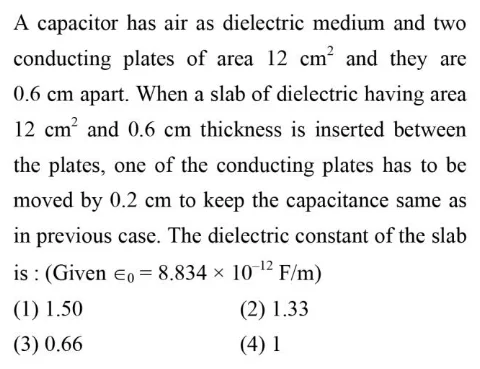 A capacitor has air as dielectric medium and two
conducting plates of area 12 cm² and they are
0.6 cm apart. When a slab of dielectric having area
12 cm² and 0.6 cm thickness is inserted between
the plates, one of the conducting plates has to be
moved by 0.2 cm to keep the capacitance same as
in previous case. The dielectric constant of the slab
is : (Given ∈₀ = 8.834 × 10⁻¹² F/m)
(1) 1.50 (2) 1.33
(3) 0.66 (4) 1